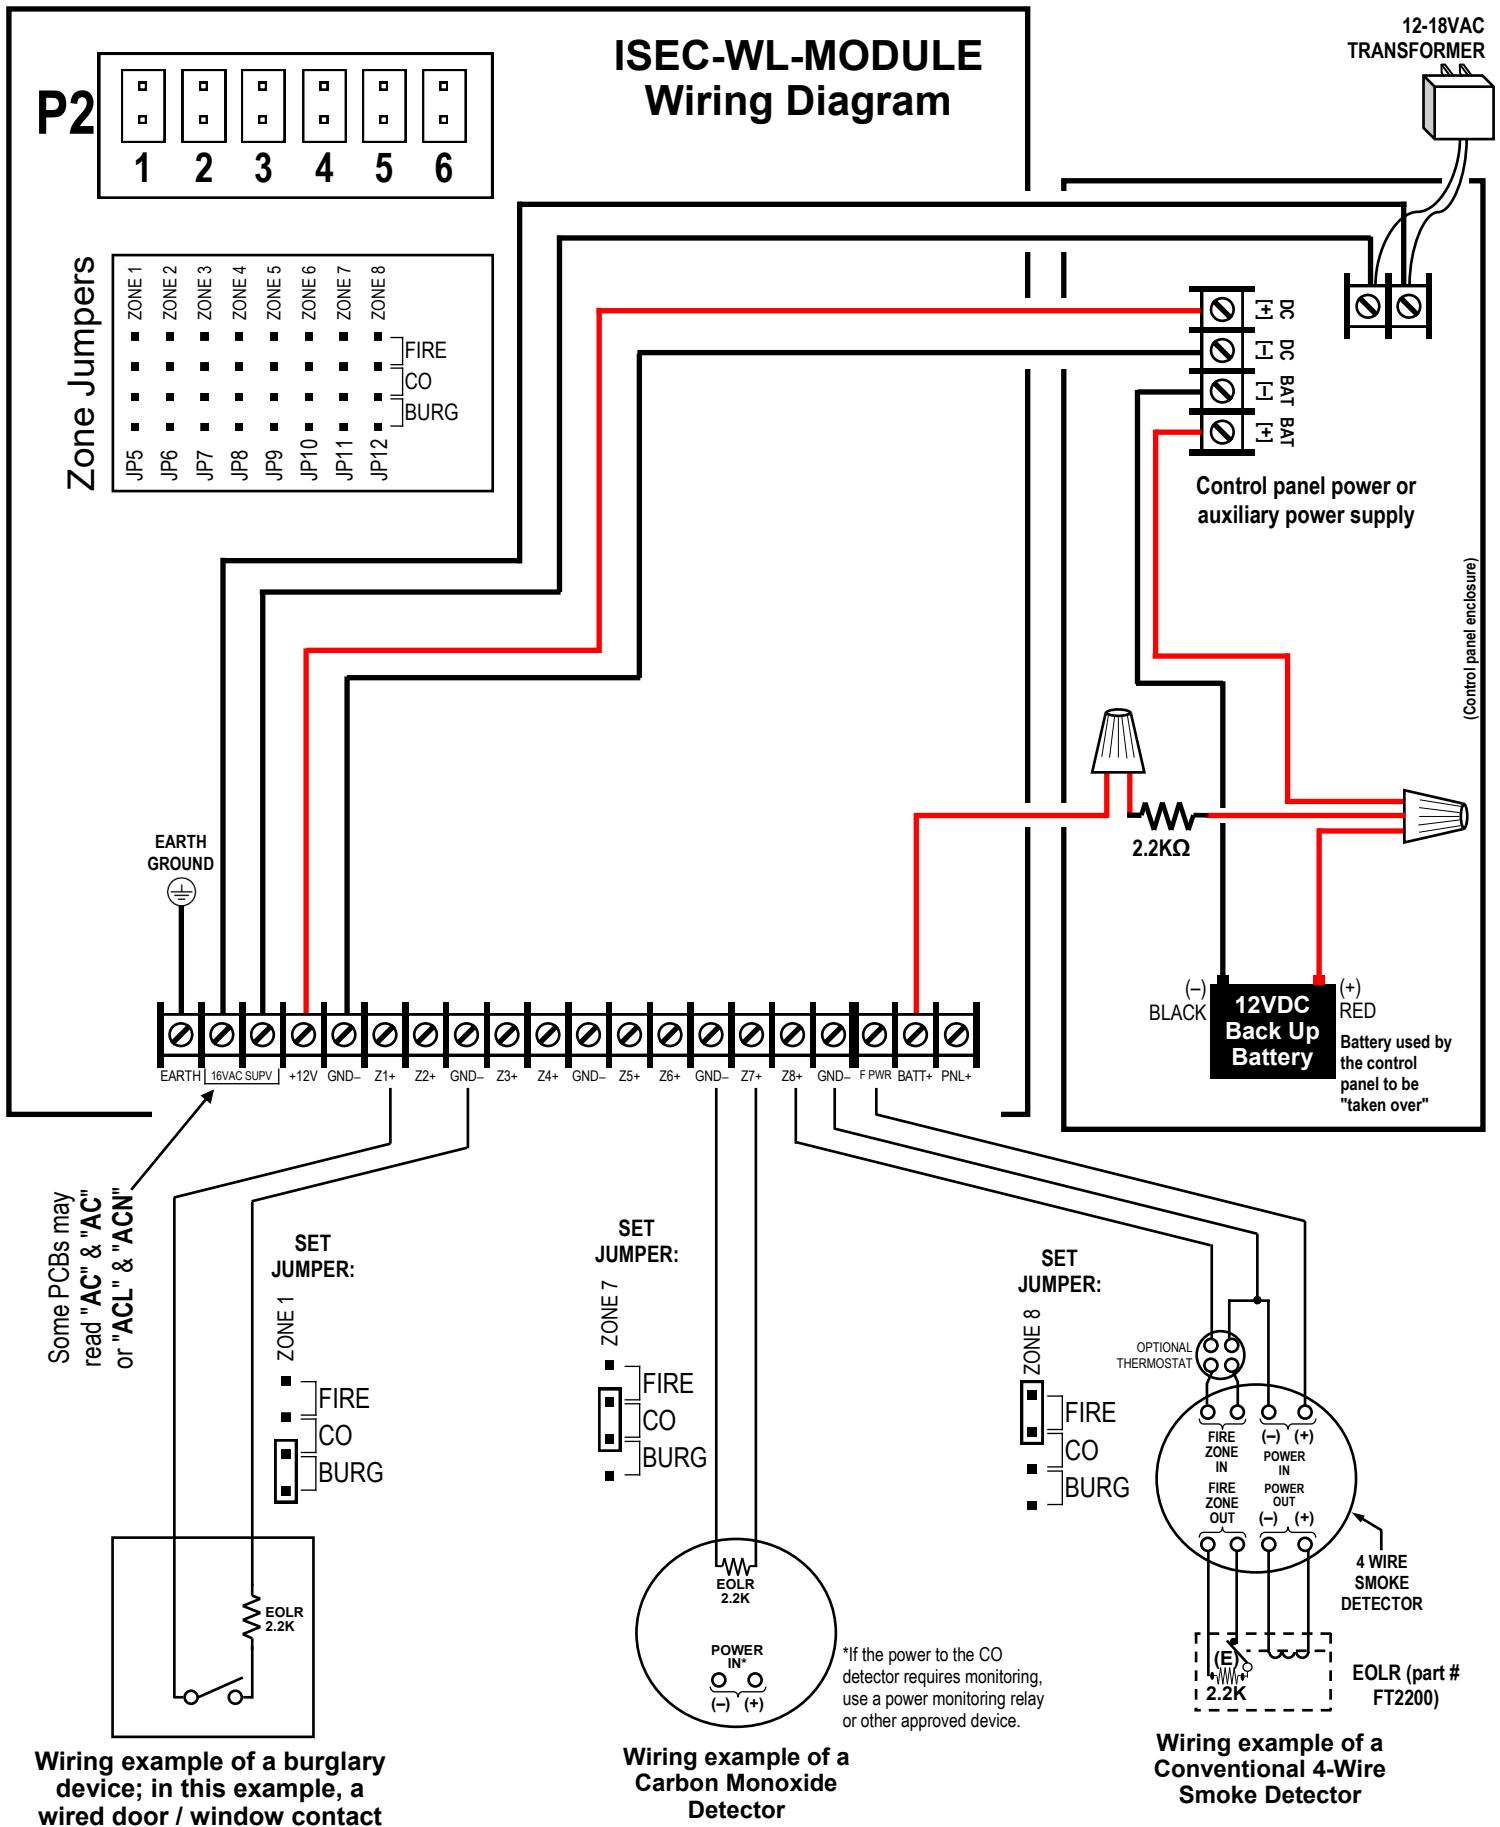 ISEC-WL-MODULE
Wiring Diagram
12-18VAC
TRANSFORMER
P2
1 2 3 4 5 6
Zone Jumpers
ZONE 1 ZONE 2 ZONE 3 ZONE 4 ZONE 5 ZONE 6 ZONE 7 ZONE 8
FIRE
CO
BURG
JP5 JP6 JP7 JP8 JP9 JP10 JP11 JP12
DC [+]
DC [–]
BAT [–]
BAT [+]
Control panel power or
auxiliary power supply
(Control panel enclosure)
2.2KΩ
EARTH
GROUND
(–)
BLACK
12VDC
Back Up
Battery
(+)
RED
Battery used by
the control
panel to be
"taken over"
EARTH 16VAC SUPV +12V GND– Z1+ Z2+ GND– Z3+ Z4+ GND– Z5+ Z6+ GND– Z7+ Z8+ GND– F PWR BATT+ PNL+
Some PCBs may
read "AC" & "AC"
or "ACL" & "ACN"
SET
JUMPER:
ZONE 1
FIRE
CO
BURG
EOLR
2.2K
Wiring example of a burglary
device; in this example, a
wired door / window contact
SET
JUMPER:
ZONE 7
FIRE
CO
BURG
EOLR
2.2K
POWER
IN*
(–) (+)
*If the power to the CO
detector requires monitoring,
use a power monitoring relay
or other approved device.
Wiring example of a
Carbon Monoxide
Detector
SET
JUMPER:
ZONE 8
FIRE
CO
BURG
OPTIONAL
THERMOSTAT
FIRE
ZONE
IN
(–) (+)
POWER
IN
FIRE
ZONE
OUT
POWER
OUT
(–) (+)
4 WIRE
SMOKE
DETECTOR
(E)
2.2K
EOLR (part #
FT2200)
Wiring example of a
Conventional 4-Wire
Smoke Detector